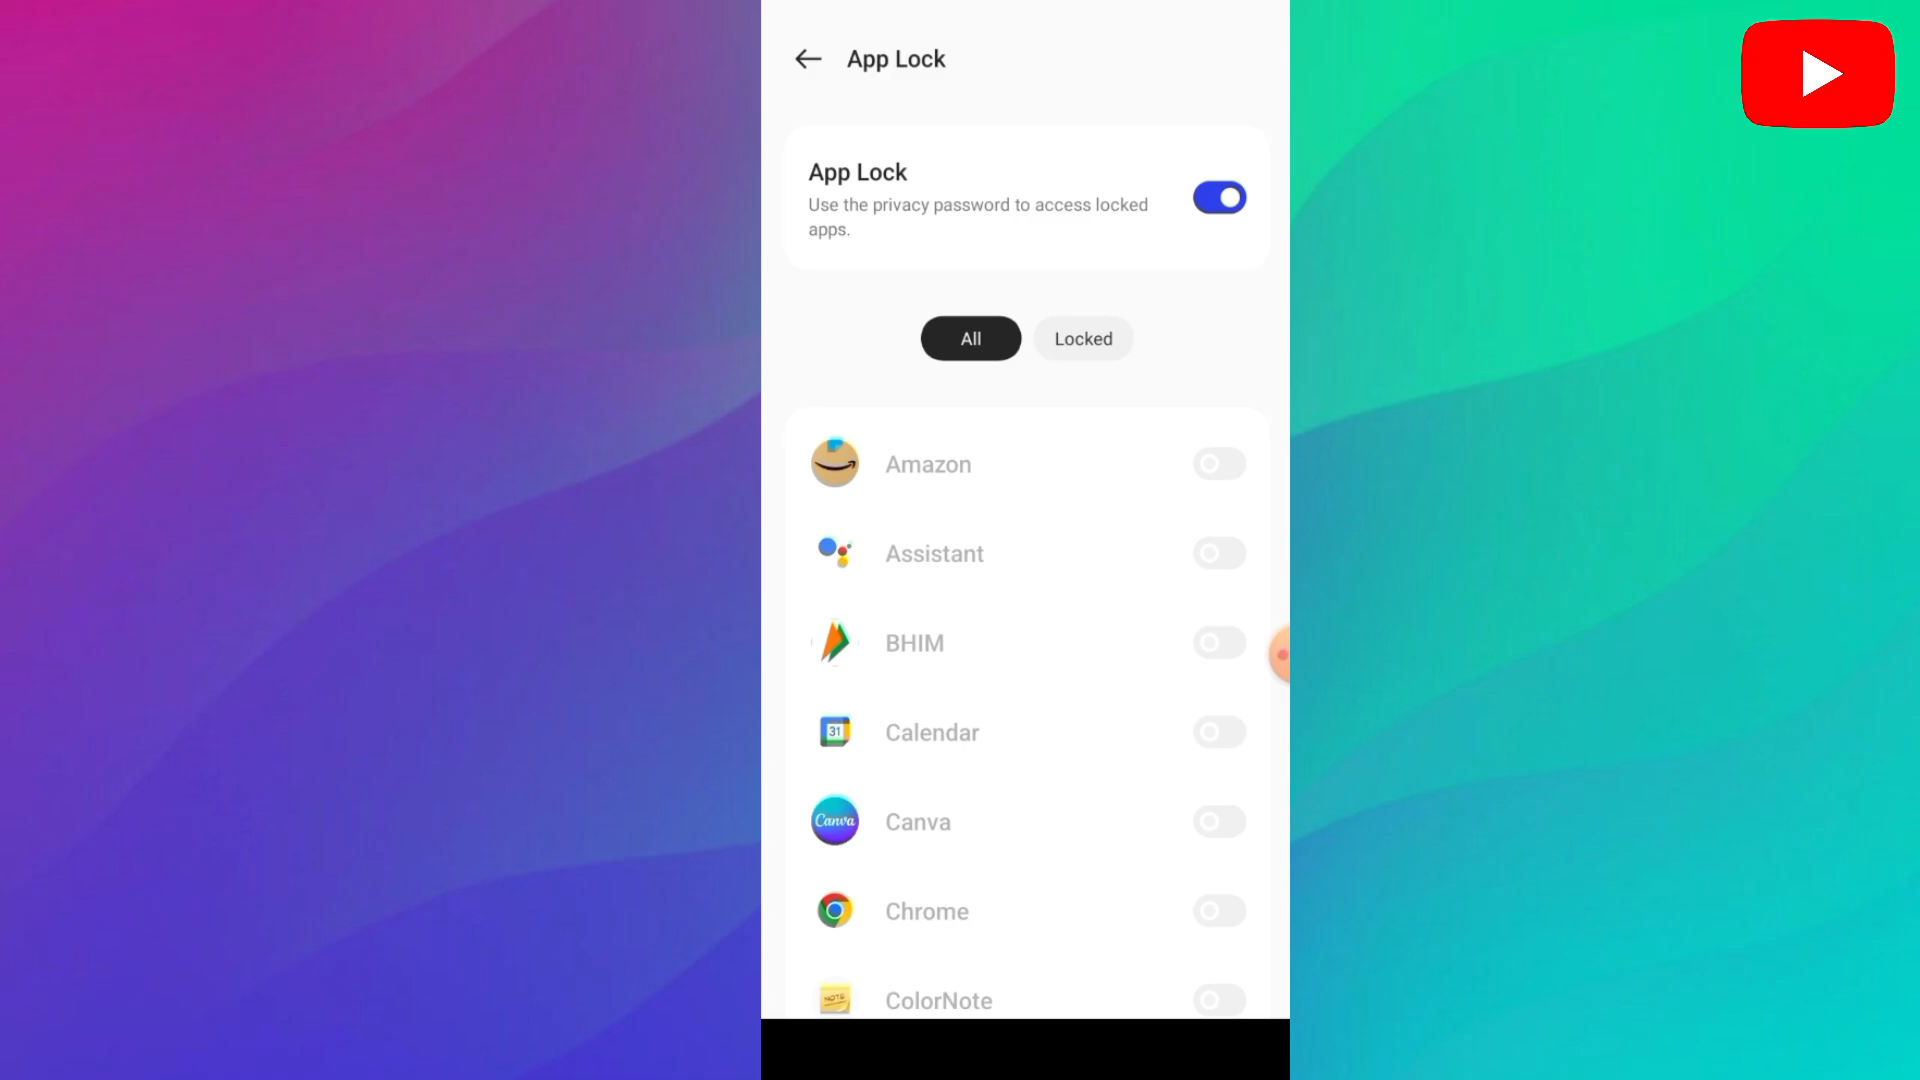 App Lock
App Lock
Use the privacy password to access locked
apps.
All
Locked
Amazon
Assistant
BHIM
31
Calendar
Canva
Canva
Chrome
NOTE
ColorNote